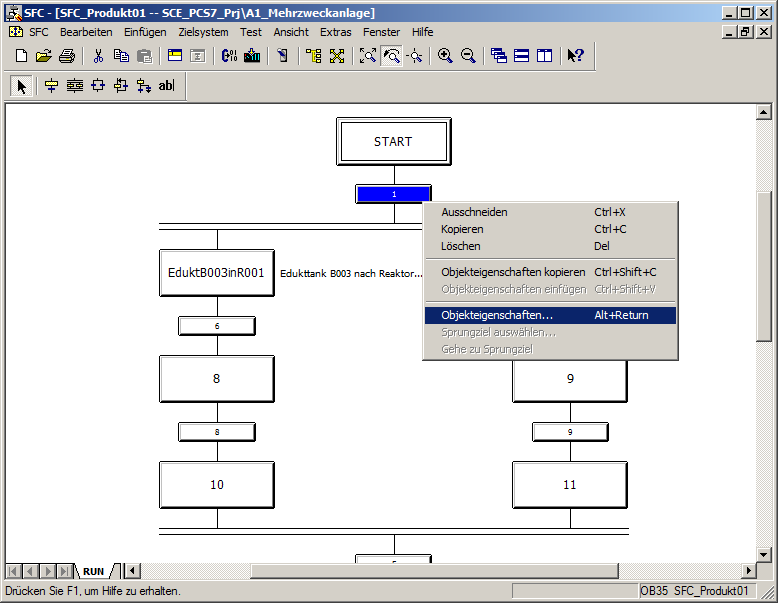 SFC - [SFC_Produkt01 -- SCE_PCS7_Prj\A1_Mehrzweckanlage]
SFC Bearbeiten Einfügen Zielsystem Test Ansicht Extras Fenster Hilfe
abl
START
1
Ausschneiden Ctrl+X
Kopieren Ctrl+C
Löschen Del
Objekteigenschaften kopieren Ctrl+Shift+C
Objekteigenschaften einfügen Ctrl+Shift+V
Objekteigenschaften... Alt+Return
Sprungziel auswählen...
Gehe zu Sprungziel
EduktB003inR001 Edukttank B003 nach Reaktor...
6
8 9
8 9
10 11
RUN
Drücken Sie F1, um Hilfe zu erhalten. OB35 SFC_Produkt01